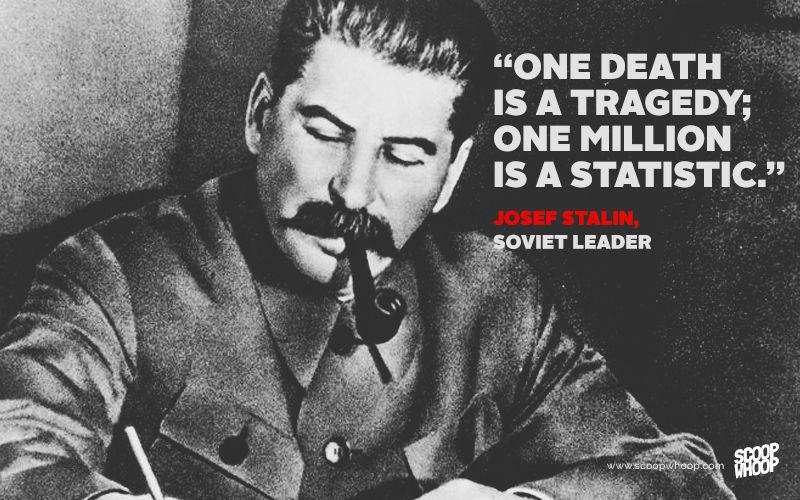 “ONE DEATH
IS A TRAGEDY;
ONE MILLION
IS A STATISTIC.”
JOSEF STALIN,
SOVIET LEADER
www.scoopwhoop.com
SCOOP
WHOOP